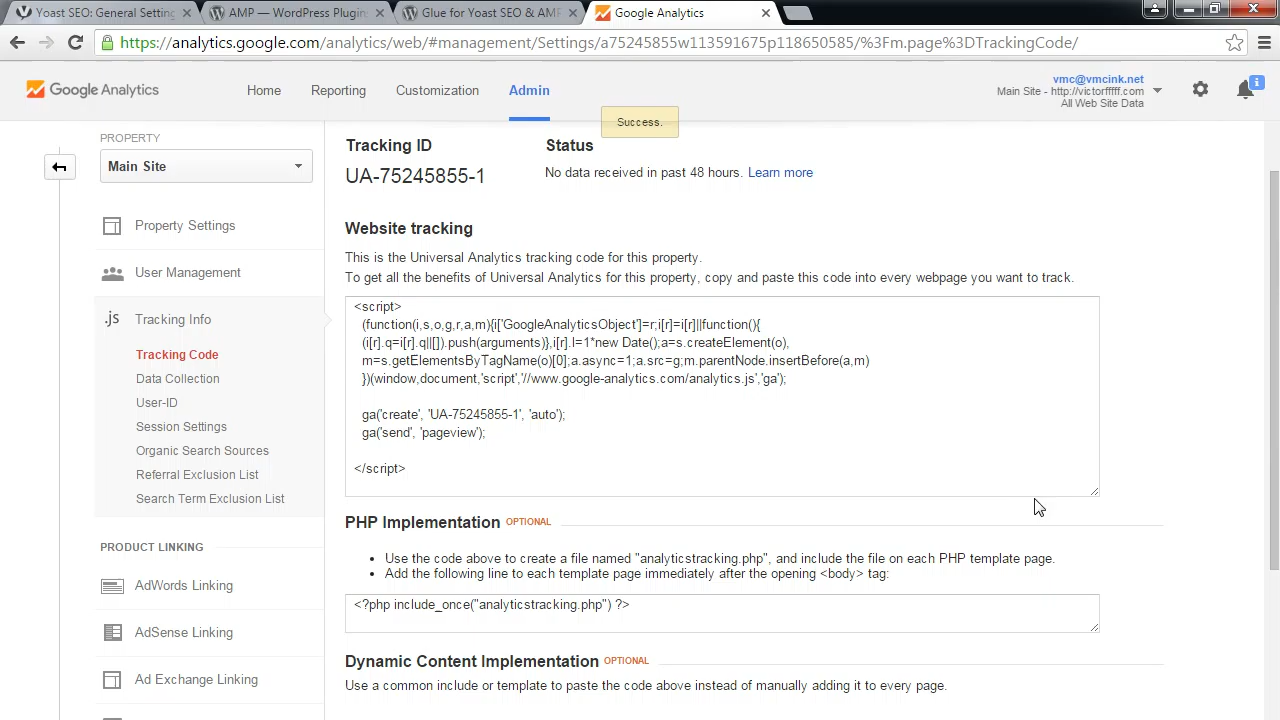 Yoast SEO: General Setting
AMP — WordPress Plugins
Glue for Yoast SEO & AMP
Google Analytics
https://analytics.google.com/analytics/web/#management/Settings/a75245855w113591675p118650585/%3Fm.page%3DTrackingCode/
Google Analytics
Home
Reporting
Customization
Admin
vmc@vmcink.net
Main Site - http://victorfffff.com
All Web Site Data
Success.
PROPERTY
Main Site
Property Settings
User Management
.js Tracking Info
Tracking Code
Data Collection
User-ID
Session Settings
Organic Search Sources
Referral Exclusion List
Search Term Exclusion List
PRODUCT LINKING
AdWords Linking
AdSense Linking
Ad Exchange Linking
Tracking ID
UA-75245855-1
Status
No data received in past 48 hours. Learn more
Website tracking
This is the Universal Analytics tracking code for this property.
To get all the benefits of Universal Analytics for this property, copy and paste this code into every webpage you want to track.
<script>
(function(i,s,o,g,r,a,m){i['GoogleAnalyticsObject']=r;i[r]=i[r]||function(){
(i[r].q=i[r].q||[]).push(arguments)},i[r].l=1*new Date();a=s.createElement(o),
m=s.getElementsByTagName(o)[0];a.async=1;a.src=g;m.parentNode.insertBefore(a,m)
})(window,document,'script','//www.google-analytics.com/analytics.js','ga');
ga('create', 'UA-75245855-1', 'auto');
ga('send', 'pageview');
</script>
PHP Implementation OPTIONAL
Use the code above to create a file named "analyticstracking.php", and include the file on each PHP template page.
Add the following line to each template page immediately after the opening <body> tag:
<?php include_once("analyticstracking.php") ?>
Dynamic Content Implementation OPTIONAL
Use a common include or template to paste the code above instead of manually adding it to every page.